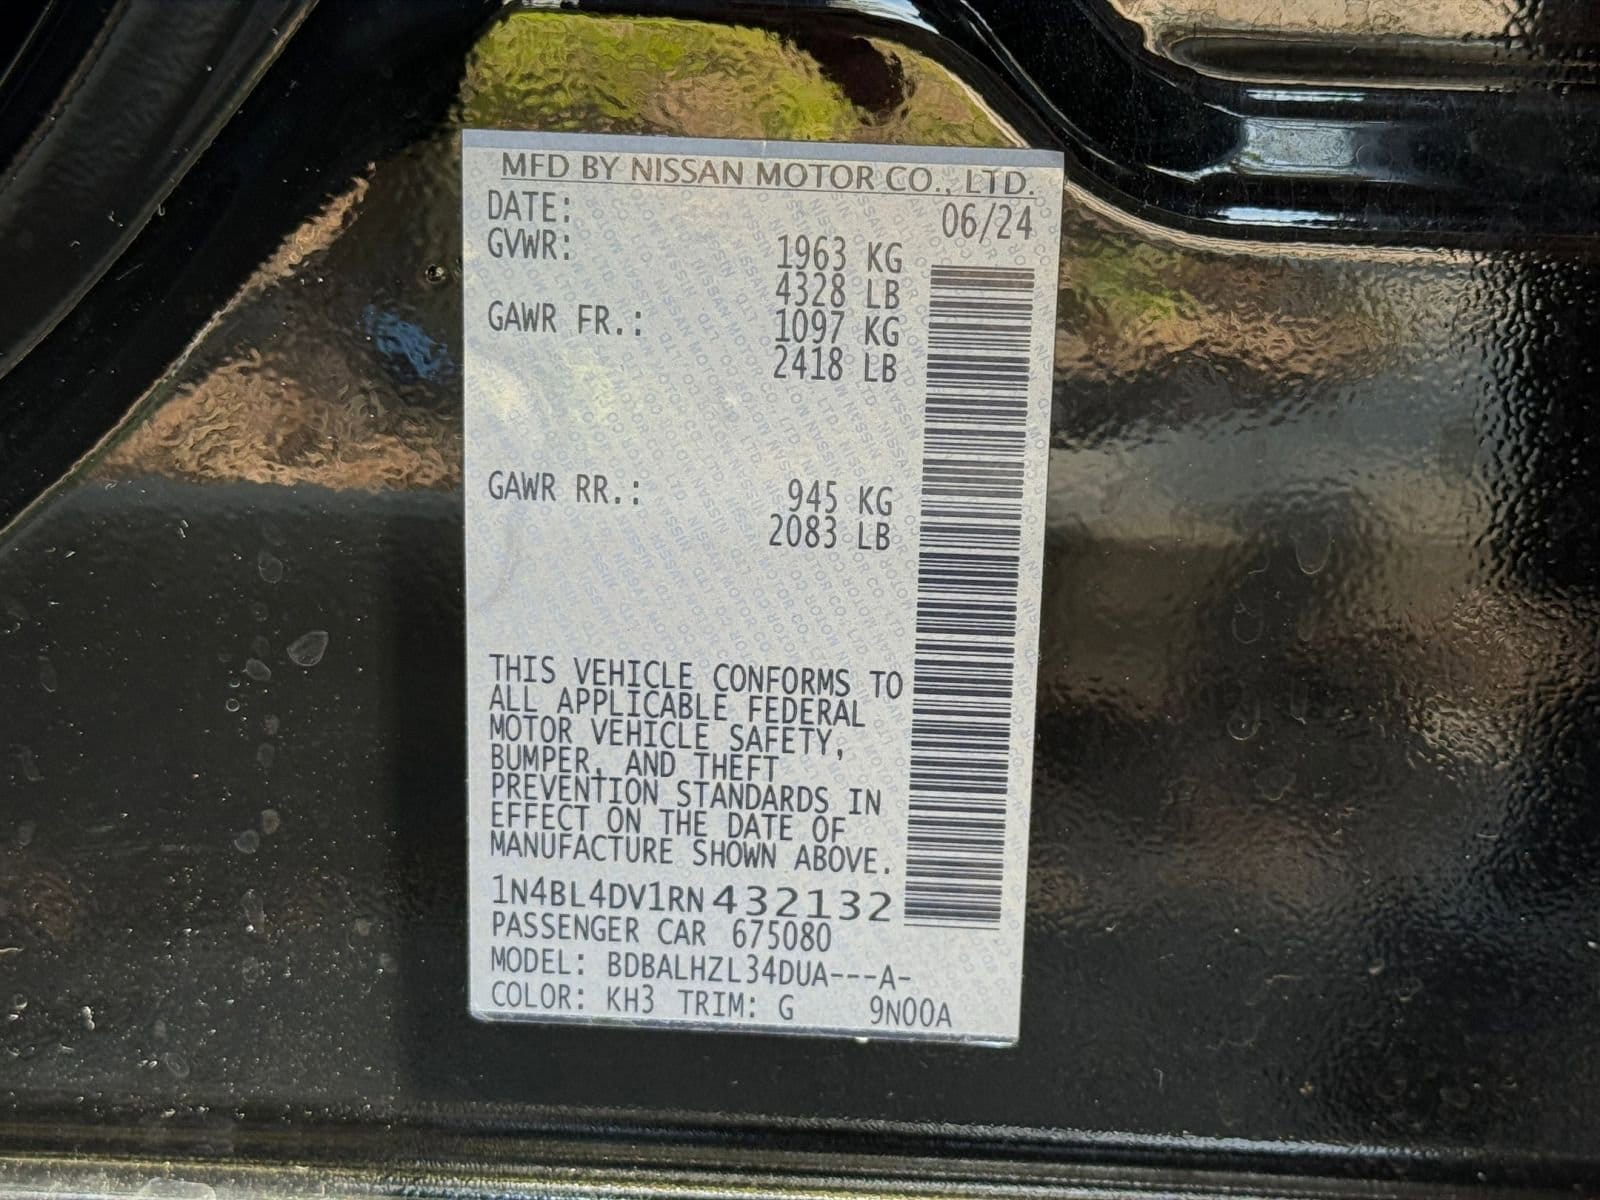 MFD BY NISSAN MOTOR CO., LTD.
DATE: 06/24
GVWR: 1963 KG
4328 LB
GAWR FR.: 1097 KG
2418 LB
GAWR RR.: 945 KG
2083 LB
THIS VEHICLE CONFORMS TO
ALL APPLICABLE FEDERAL
MOTOR VEHICLE SAFETY,
BUMPER, AND THEFT
PREVENTION STANDARDS IN
EFFECT ON THE DATE OF
MANUFACTURE SHOWN ABOVE.
1N4BL4DV1RN432132
PASSENGER CAR 675080
MODEL: BDBALHZL34DUA---A-
COLOR: KH3 TRIM: G 9N00A